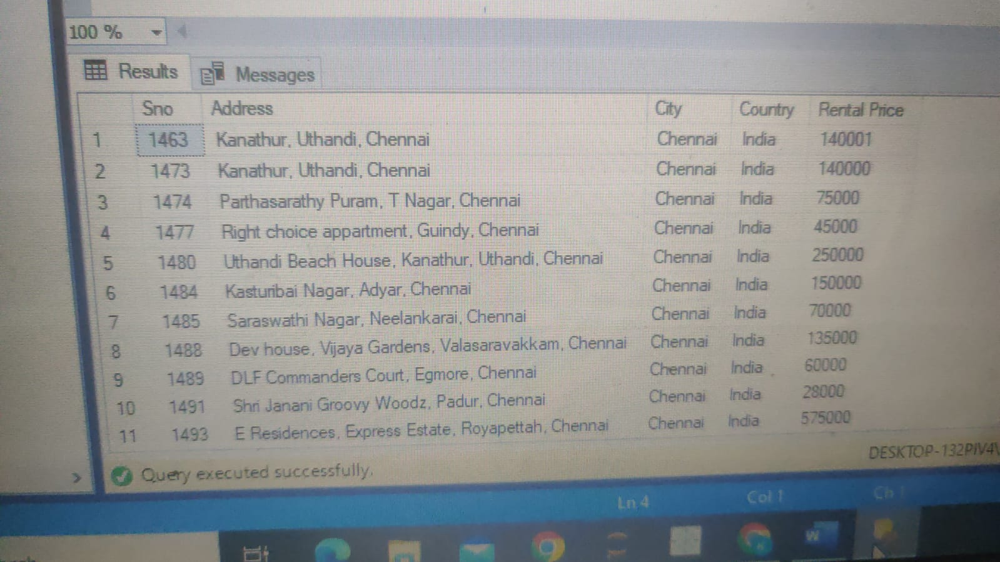 100 %
Results Messages
Sno Address City Country Rental Price
1 1463 Kanathur, Uthandi, Chennai Chennai India 140001
2 1473 Kanathur, Uthandi, Chennai Chennai India 140000
3 1474 Parthasarathy Puram, T Nagar, Chennai Chennai India 75000
4 1477 Right choice appartment, Guindy, Chennai Chennai India 45000
5 1480 Uthandi Beach House, Kanathur, Uthandi, Chennai Chennai India 250000
6 1484 Kasturibai Nagar, Adyar, Chennai Chennai India 150000
7 1485 Saraswathi Nagar, Neelankarai, Chennai Chennai India 70000
8 1488 Dev house, Vijaya Gardens, Valasaravakkam, Chennai Chennai India 135000
9 1489 DLF Commanders Court, Egmore, Chennai Chennai India 60000
10 1491 Shri Janani Groovy Woodz, Padur, Chennai Chennai India 28000
11 1493 E Residences, Express Estate, Royapettah, Chennai Chennai India 575000
DESKTOP-132PIV4\
Query executed successfully.
Ln 4 Col 1 Ch 1
W